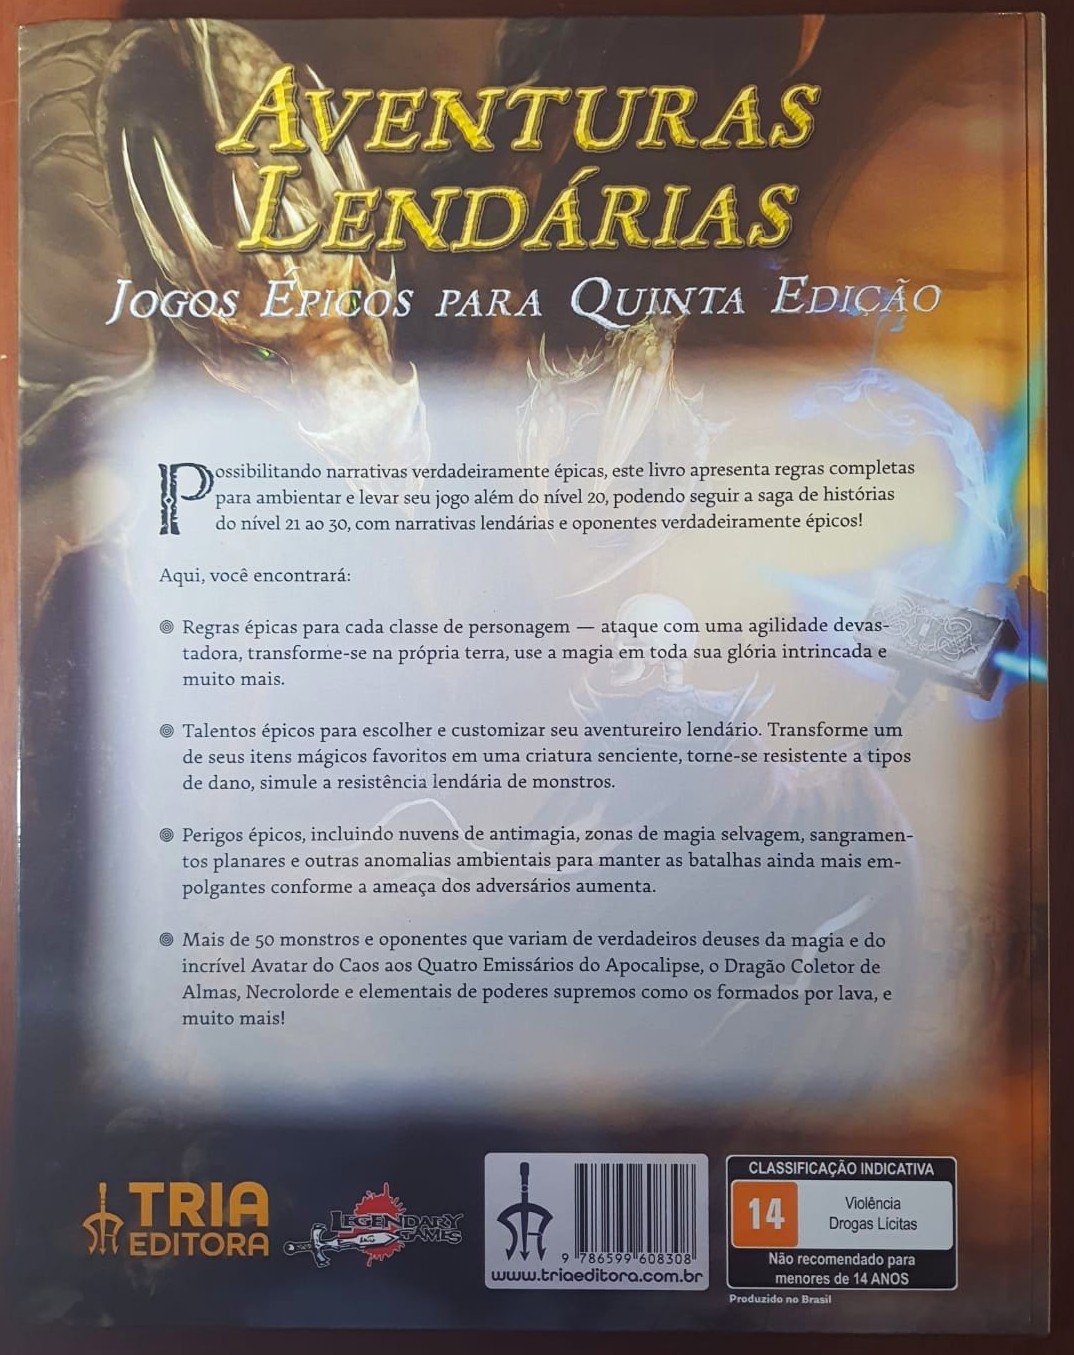 AVENTURAS
LENDÁRIAS
JOGOS ÉPICOS PARA QUINTA EDIÇÃO
Possibilitando narrativas verdadeiramente épicas, este livro apresenta regras completas
para ambientar e levar seu jogo além do nível 20, podendo seguir a saga de histórias
do nível 21 ao 30, com narrativas lendárias e oponentes verdadeiramente épicos!
Aqui, você encontrará:
Regras épicas para cada classe de personagem — ataque com uma agilidade devas-
tadora, transforme-se na própria terra, use a magia em toda sua glória intrincada e
muito mais.
Talentos épicos para escolher e customizar seu aventureiro lendário. Transforme um
de seus itens mágicos favoritos em uma criatura senciente, torne-se resistente a tipos
de dano, simule a resistência lendária de monstros.
Perigos épicos, incluindo nuvens de antimagia, zonas de magia selvagem, sangramen-
tos planares e outras anomalias ambientais para manter as batalhas ainda mais em-
polgantes conforme a ameaça dos adversários aumenta.
Mais de 50 monstros e oponentes que variam de verdadeiros deuses da magia e do
incrível Avatar do Caos aos Quatro Emissários do Apocalipse, o Dragão Coletor de
Almas, Necrolorde e elementais de poderes supremos como os formados por lava, e
muito mais!
TRIA
EDITORA
LEGENDARY
GAMES
9 786599 608308
www.triaeditora.com.br
CLASSIFICAÇÃO INDICATIVA
14
Violência
Drogas Lícitas
Não recomendado para
menores de 14 ANOS
Produzido no Brasil